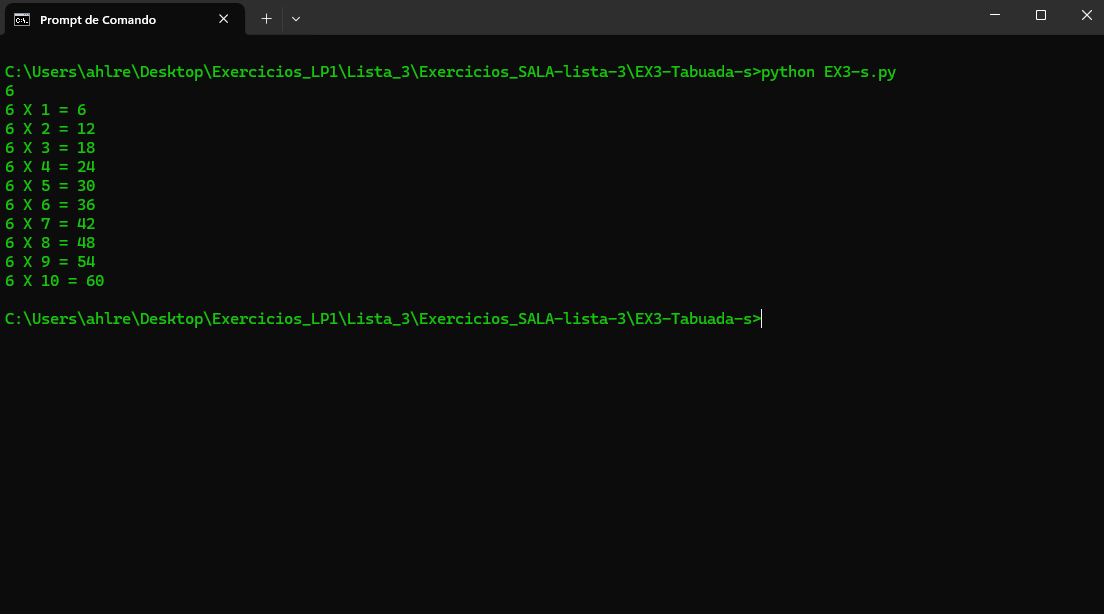 Prompt de Comando
C:\Users\ahlre\Desktop\Exercicios_LP1\Lista_3\Exercicios_SALA-lista-3\EX3-Tabuada-s>python EX3-s.py
6
6 X 1 = 6
6 X 2 = 12
6 X 3 = 18
6 X 4 = 24
6 X 5 = 30
6 X 6 = 36
6 X 7 = 42
6 X 8 = 48
6 X 9 = 54
6 X 10 = 60
C:\Users\ahlre\Desktop\Exercicios_LP1\Lista_3\Exercicios_SALA-lista-3\EX3-Tabuada-s>